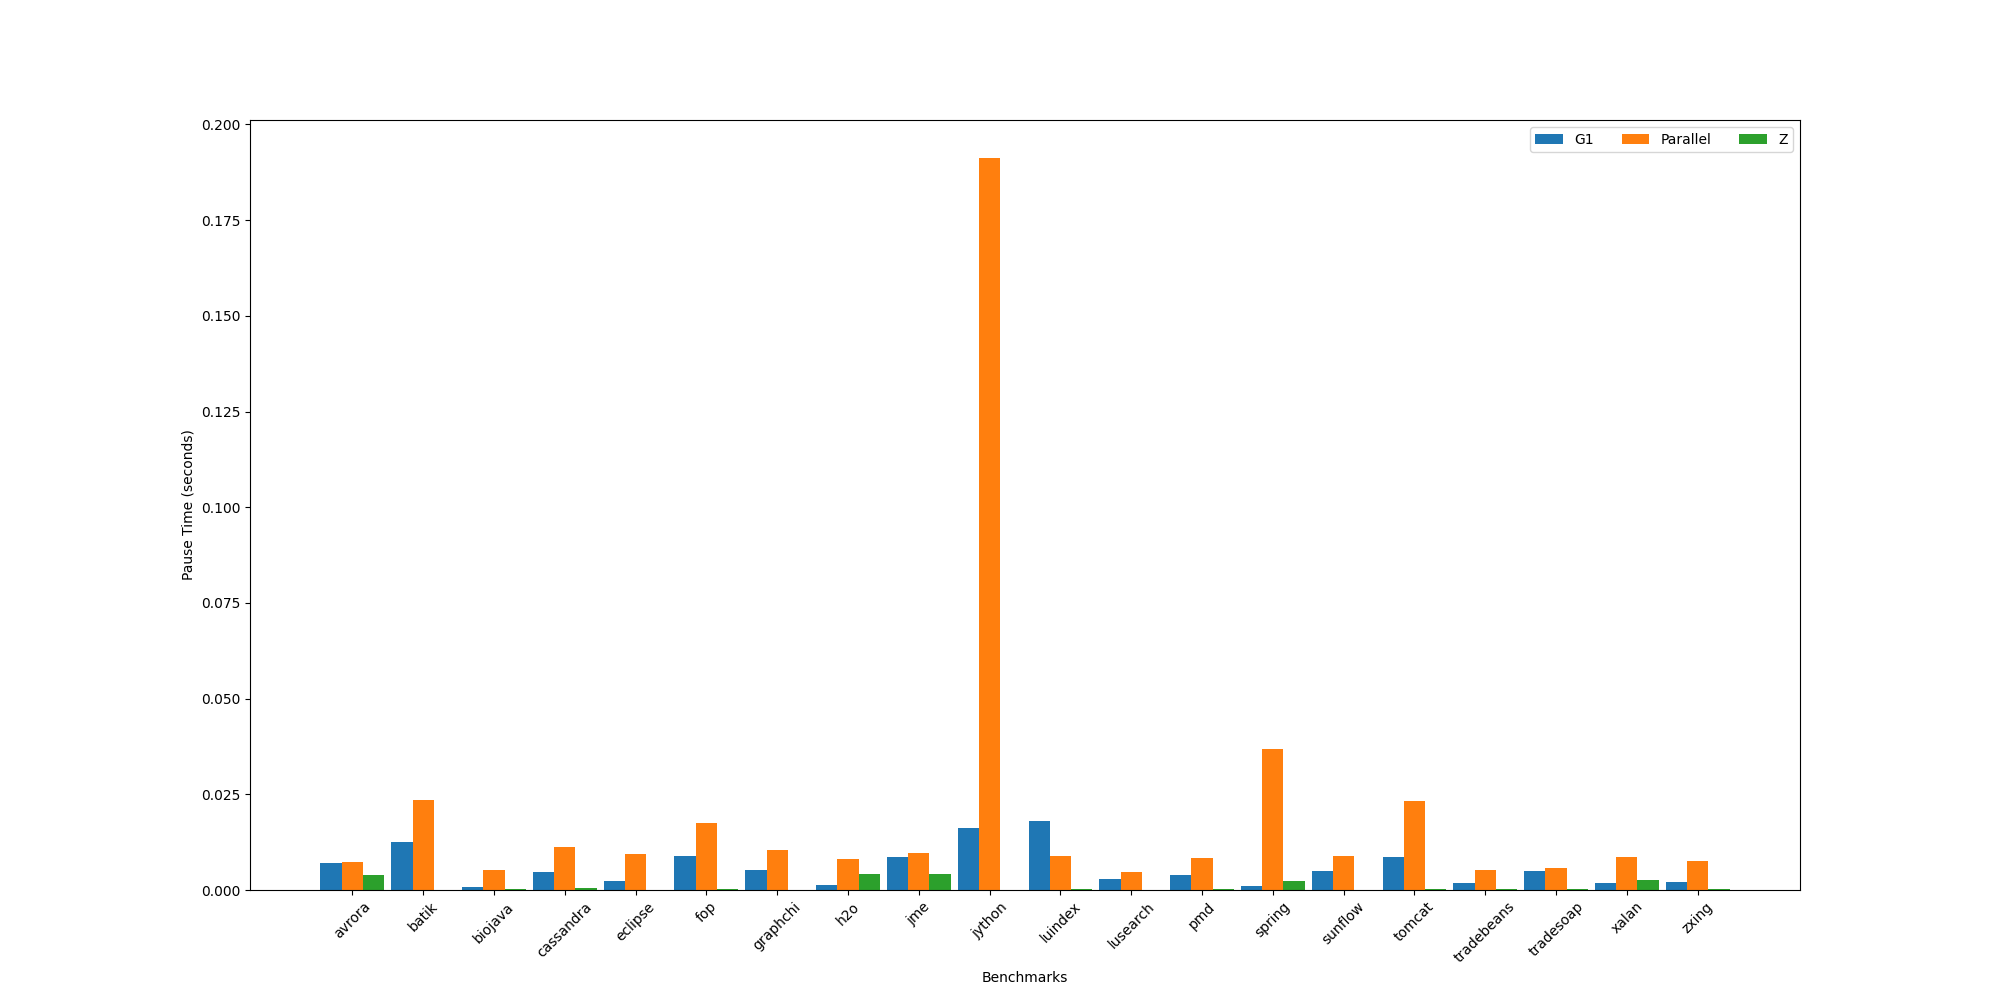 0.200
G1 Parallel Z
0.175
0.150
0.125
0.100
0.075
0.050
0.025
0.000
Pause Time (seconds)
avrora batik biojava cassandra eclipse fop graphchi h2o jme jython luindex lusearch pmd spring sunflow tomcat tradebeans tradesoap xalan zxing
Benchmarks